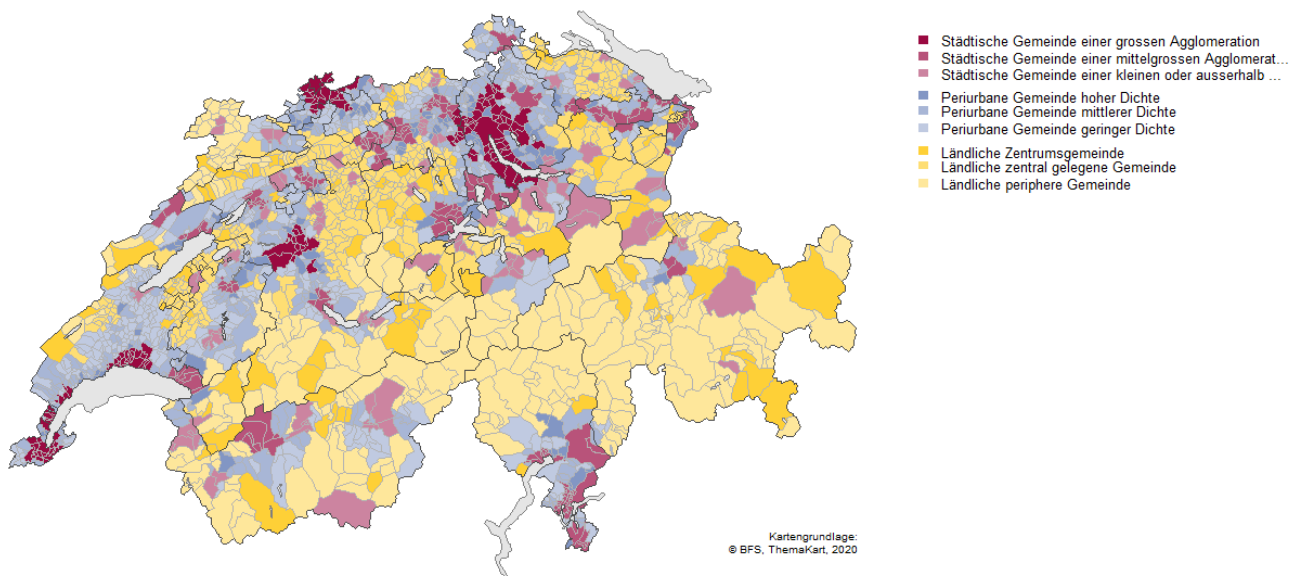 Städtische Gemeinde einer grossen Agglomeration
Städtische Gemeinde einer mittelgrossen Agglomerat...
Städtische Gemeinde einer kleinen oder ausserhalb ...
Periurbane Gemeinde hoher Dichte
Periurbane Gemeinde mittlerer Dichte
Periurbane Gemeinde geringer Dichte
Ländliche Zentrumsgemeinde
Ländliche zentral gelegene Gemeinde
Ländliche periphere Gemeinde
Kartengrundlage:
© BFS, ThemaKart, 2020